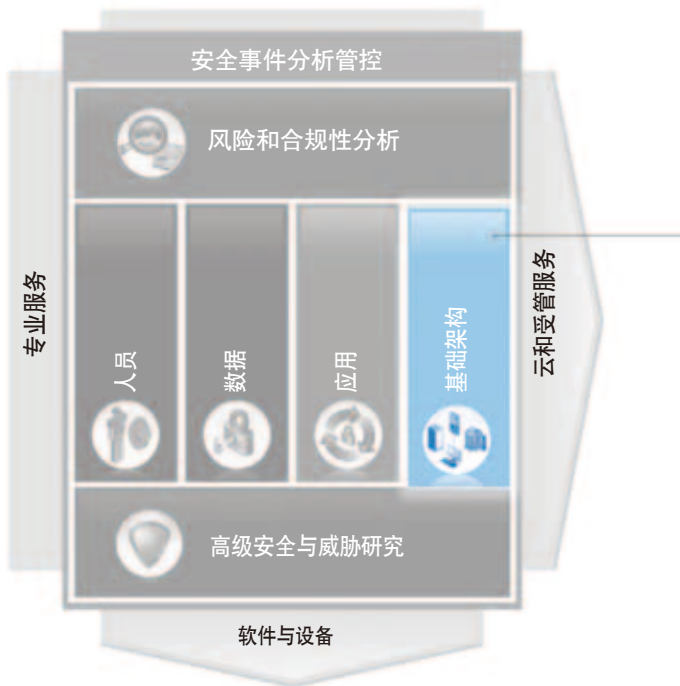 安全事件分析管控
风险和合规性分析
专业服务
人员
数据
应用
基础架构
云和受管服务
高级安全与威胁研究
软件与设备